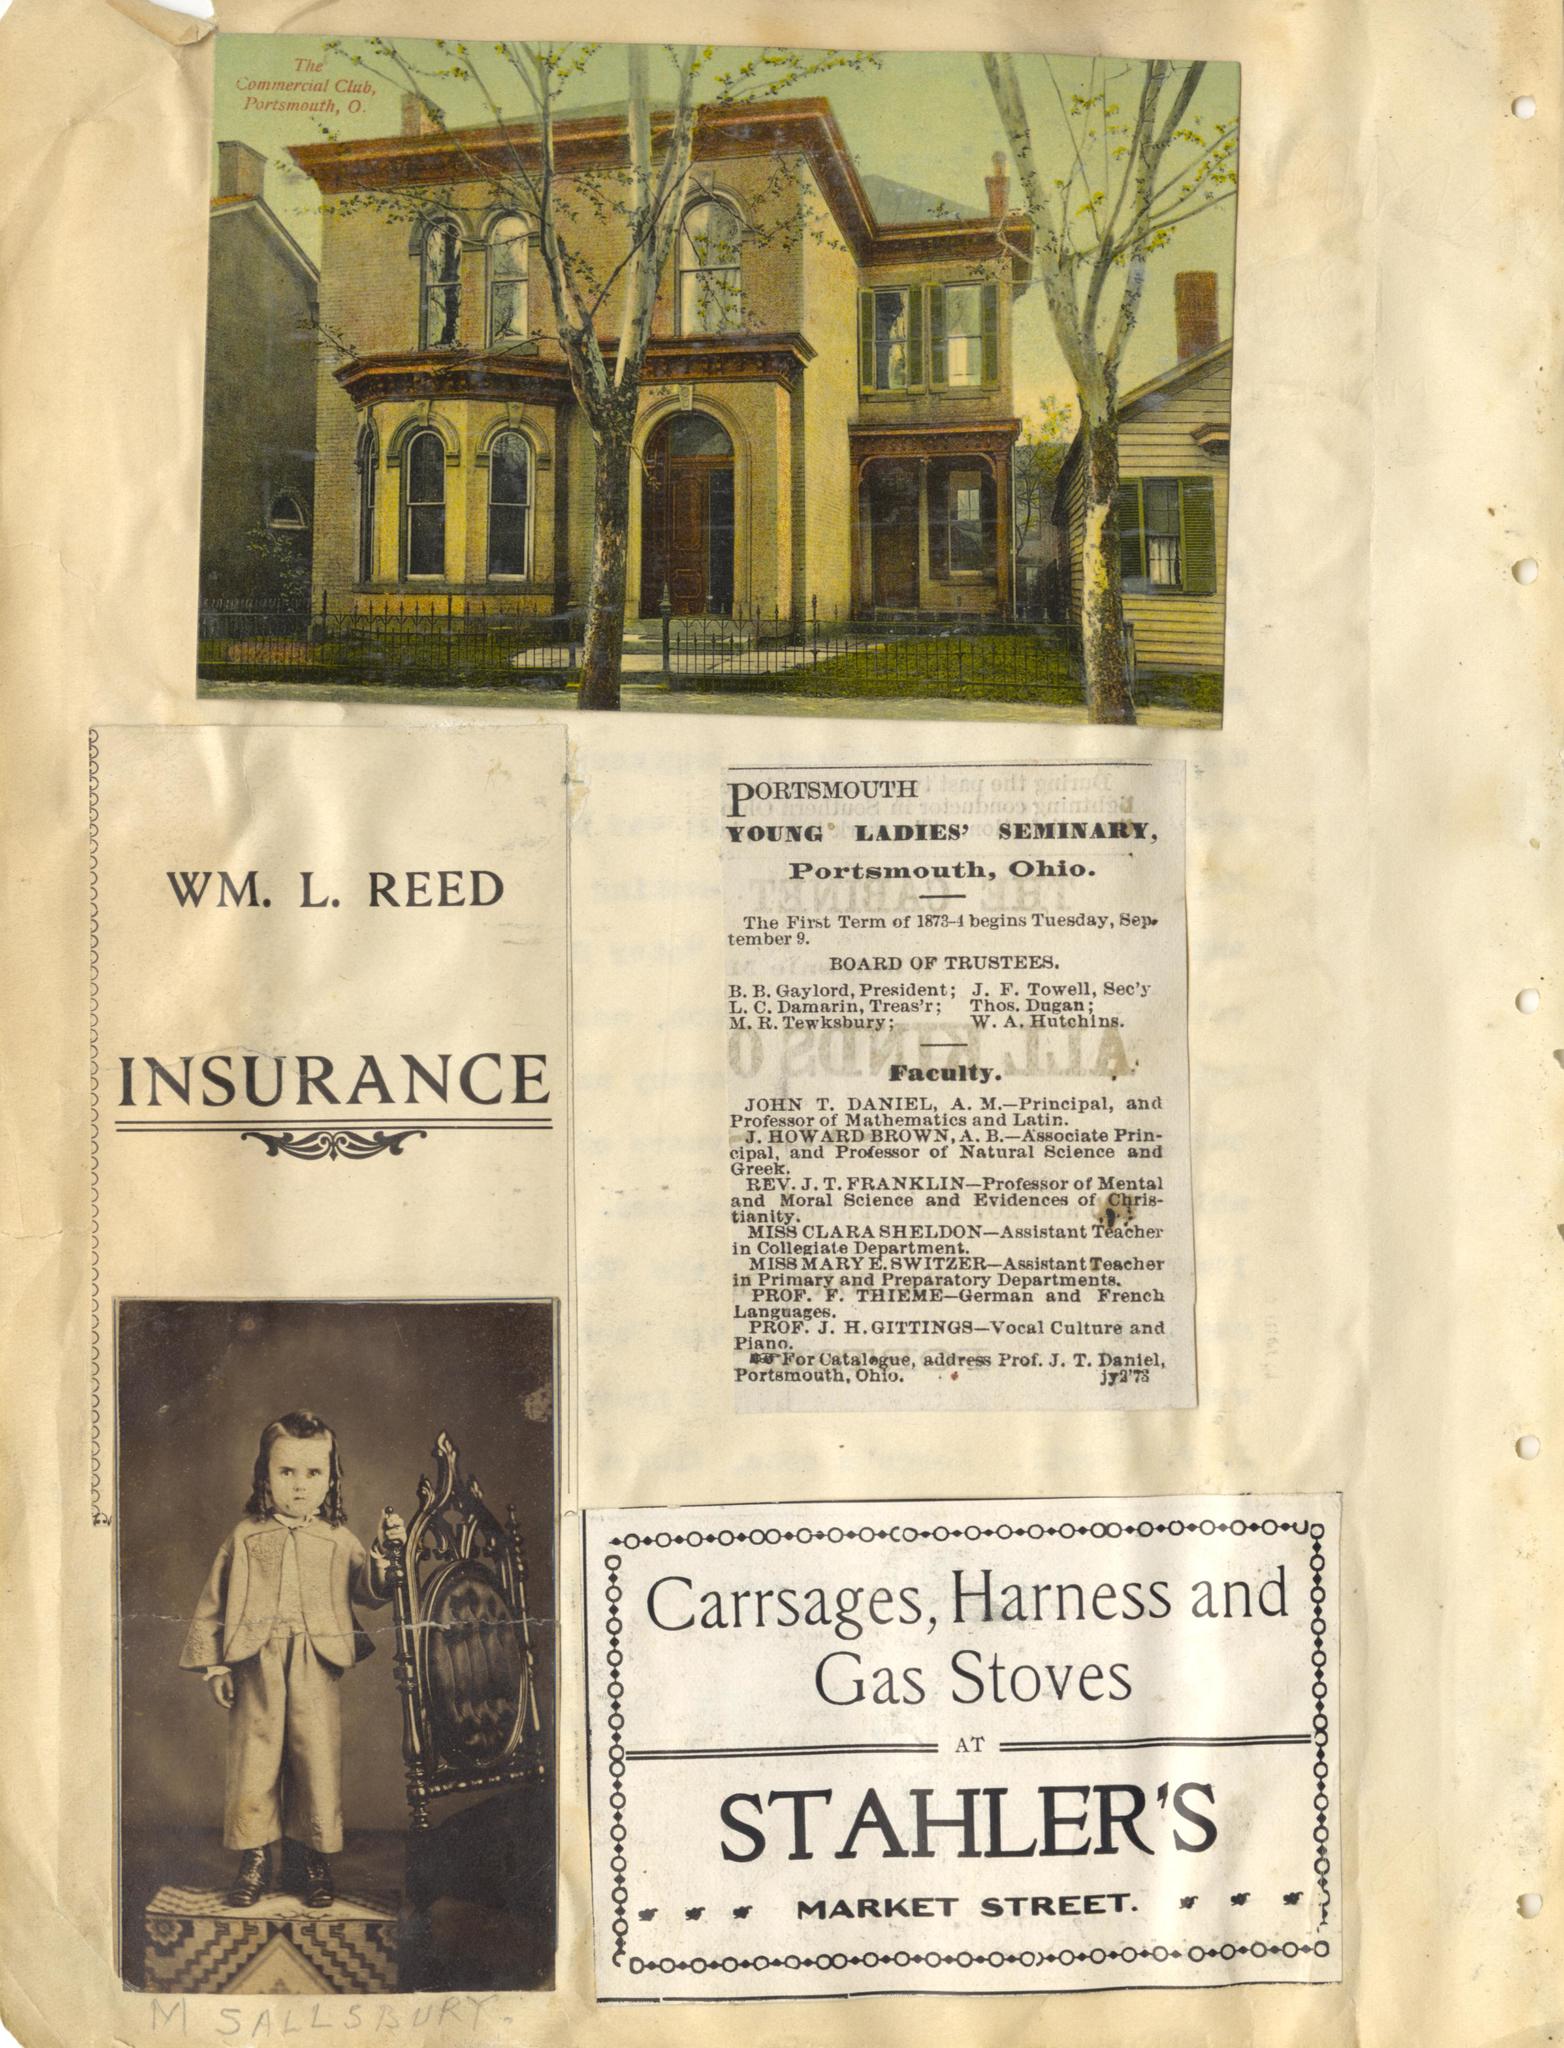 The
Commercial Club,
Portsmouth, O.
WM. L. REED
INSURANCE
PORTSMOUTH
YOUNG LADIES' SEMINARY,
Portsmouth, Ohio.
The First Term of 1873-4 begins Tuesday, Sep-
tember 9.
BOARD OF TRUSTEES.
B. B. Gaylord, President; J. F. Towell, Sec'y
L. C. Damarin, Treas'r; Thos. Dugan;
M. R. Tewksbury; W. A. Hutchins.
Faculty.
JOHN T. DANIEL, A. M.—Principal, and
Professor of Mathematics and Latin.
J. HOWARD BROWN, A. B.—Associate Prin-
cipal, and Professor of Natural Science and
Greek.
REV. J. T. FRANKLIN—Professor of Mental
and Moral Science and Evidences of Chris-
tianity.
MISS CLARA SHELDON—Assistant Teacher
in Collegiate Department.
MISS MARY E. SWITZER—Assistant Teacher
in Primary and Preparatory Departments.
PROF. F. THIEME—German and French
Languages.
PROF. J. H. GITTINGS—Vocal Culture and
Piano.
☞ For Catalogue, address Prof. J. T. Daniel,
Portsmouth, Ohio. jy2'73
Carrsages, Harness and
Gas Stoves
AT
STAHLER'S
MARKET STREET.
M SALLSBURY.